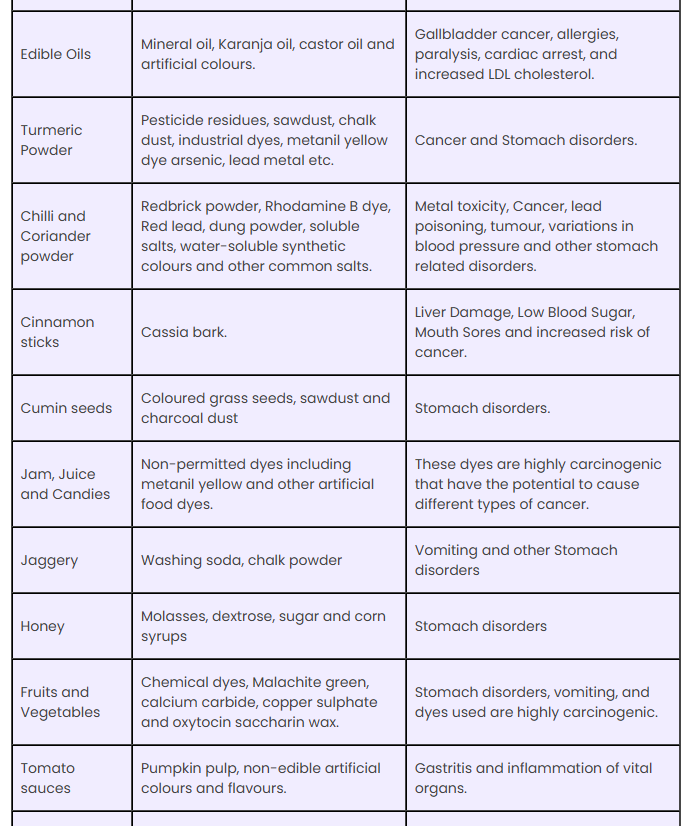 Edible Oils
Mineral oil, Karanja oil, castor oil and
artificial colours.
Gallbladder cancer, allergies,
paralysis, cardiac arrest, and
increased LDL cholesterol.
Turmeric
Powder
Pesticide residues, sawdust, chalk
dust, industrial dyes, metanil yellow
dye arsenic, lead metal etc.
Cancer and Stomach disorders.
Chilli and
Coriander
powder
Redbrick powder, Rhodamine B dye,
Red lead, dung powder, soluble
salts, water-soluble synthetic
colours and other common salts.
Metal toxicity, Cancer, lead
poisoning, tumour, variations in
blood pressure and other stomach
related disorders.
Cinnamon
sticks
Cassia bark.
Liver Damage, Low Blood Sugar,
Mouth Sores and increased risk of
cancer.
Cumin seeds
Coloured grass seeds, sawdust and
charcoal dust
Stomach disorders.
Jam, Juice
and Candies
Non-permitted dyes including
metanil yellow and other artificial
food dyes.
These dyes are highly carcinogenic
that have the potential to cause
different types of cancer.
Jaggery
Washing soda, chalk powder
Vomiting and other Stomach
disorders
Honey
Molasses, dextrose, sugar and corn
syrups
Stomach disorders
Fruits and
Vegetables
Chemical dyes, Malachite green,
calcium carbide, copper sulphate
and oxytocin saccharin wax.
Stomach disorders, vomiting, and
dyes used are highly carcinogenic.
Tomato
sauces
Pumpkin pulp, non-edible artificial
colours and flavours.
Gastritis and inflammation of vital
organs.